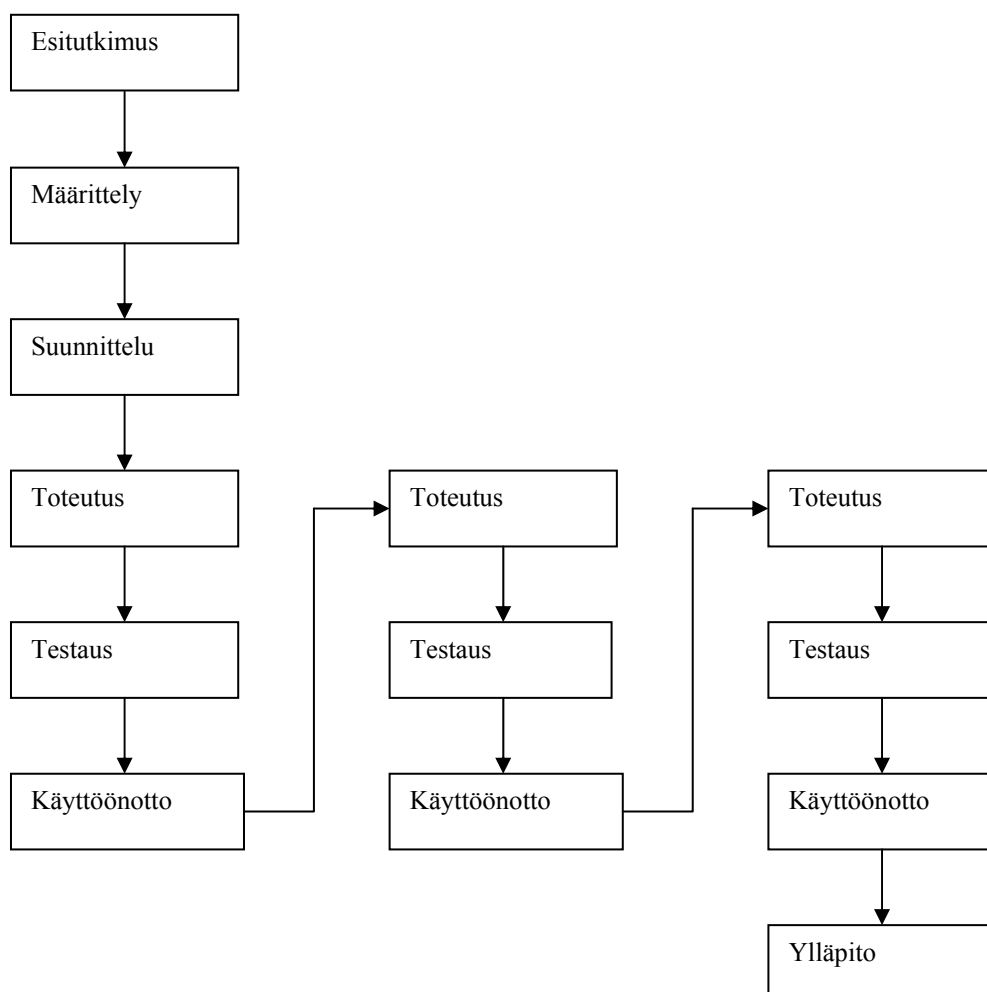 Esitutkimus
Määrittely
Suunnittelu
Toteutus
Testaus
Käyttöönotto
Toteutus
Testaus
Käyttöönotto
Toteutus
Testaus
Käyttöönotto
Ylläpito